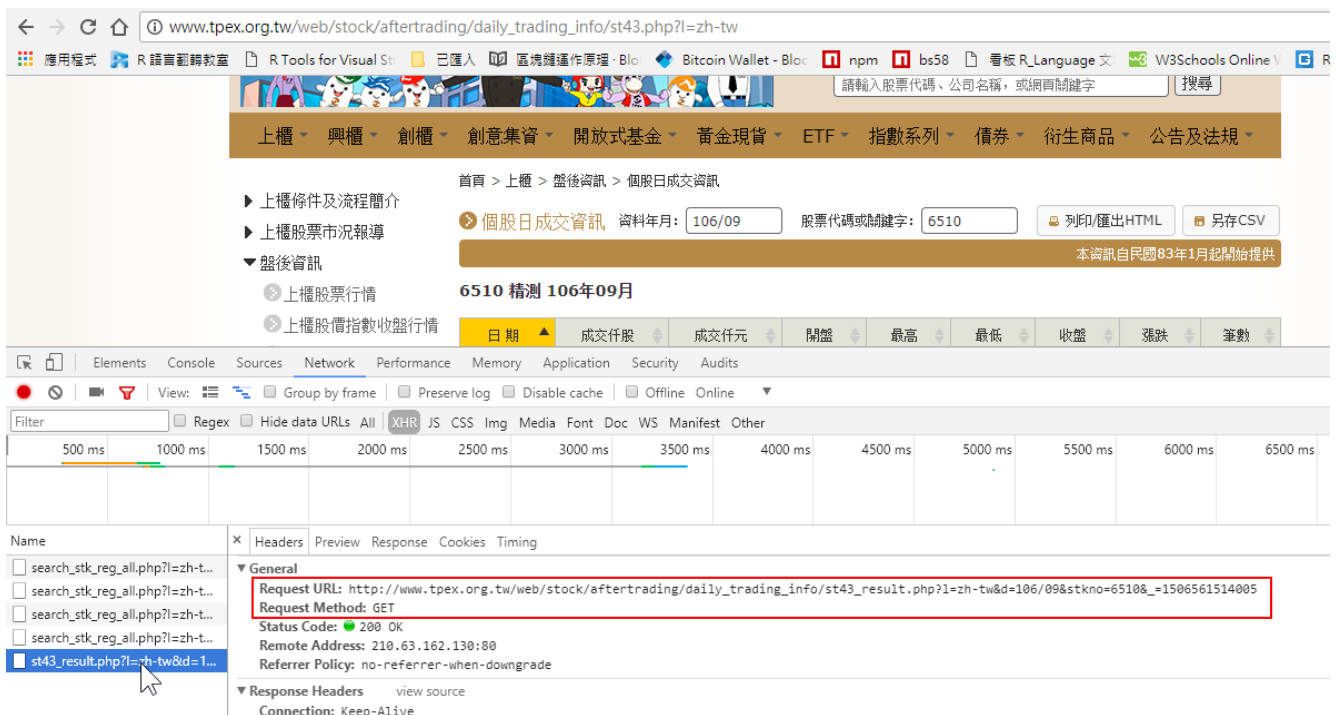 www.tpex.org.tw/web/stock/aftertrading/daily_trading_info/st43.php?l=zh-tw
應用程式 R 語言翻轉教室 R Tools for Visual St 已匯入 區塊鏈運作原理 · Blo Bitcoin Wallet - Bloc npm bs58 看板 R_Language 文 W3Schools Online V R
請輸入股票代碼、公司名稱，或網頁關鍵字 搜尋
上櫃 興櫃 創櫃 創意集資 開放式基金 黃金現貨 ETF 指數系列 債券 衍生商品 公告及法規
首頁 > 上櫃 > 盤後資訊 > 個股日成交資訊
上櫃條件及流程簡介
個股日成交資訊 資料年月: 106/09 股票代碼或關鍵字: 6510 列印/匯出HTML 另存CSV
上櫃股票市況報導
本資訊自民國83年1月起開始提供
盤後資訊
上櫃股票行情
6510 精測 106年09月
上櫃股價指數收盤行情
日 期 成交仟股 成交仟元 開盤 最高 最低 收盤 漲跌 筆數
Elements Console Sources Network Performance Memory Application Security Audits
View: Group by frame Preserve log Disable cache Offline Online
Filter Regex Hide data URLs All XHR JS CSS Img Media Font Doc WS Manifest Other
500 ms 1000 ms 1500 ms 2000 ms 2500 ms 3000 ms 3500 ms 4000 ms 4500 ms 5000 ms 5500 ms 6000 ms 6500 ms
Name × Headers Preview Response Cookies Timing
search_stk_reg_all.php?l=zh-t...
search_stk_reg_all.php?l=zh-t...
search_stk_reg_all.php?l=zh-t...
search_stk_reg_all.php?l=zh-t...
st43_result.php?l=zh-tw&d=1...
General
Request URL: http://www.tpex.org.tw/web/stock/aftertrading/daily_trading_info/st43_result.php?l=zh-tw&d=106/09&stkno=6510&_=1506561514005
Request Method: GET
Status Code: 200 OK
Remote Address: 210.63.162.130:80
Referrer Policy: no-referrer-when-downgrade
Response Headers view source
Connection: Keep-Alive